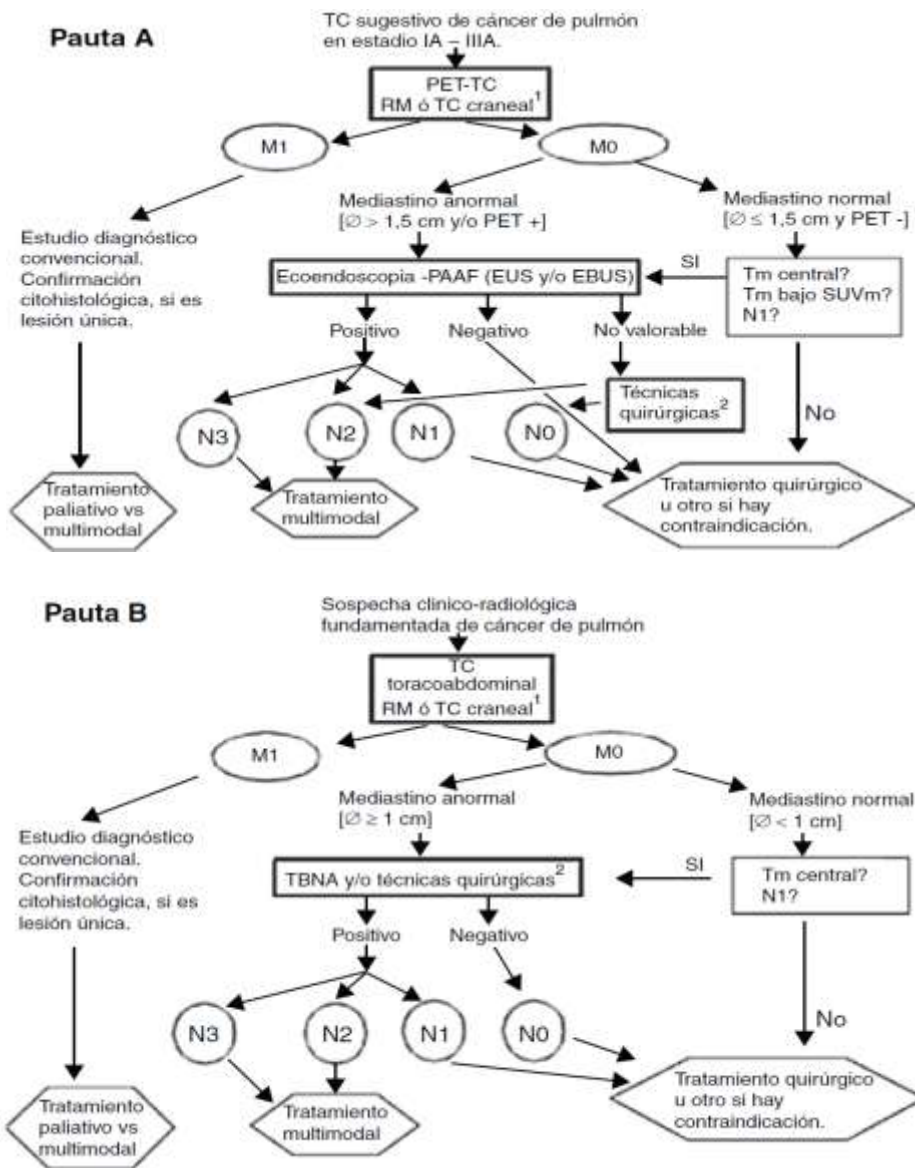 Pauta A
TC sugestivo de cáncer de pulmón
en estadio IA – IIIA.
PET-TC
RM ó TC craneal1
M1
M0
Mediastino anormal
[∅ > 1,5 cm y/o PET +]
Mediastino normal
[∅ ≤ 1,5 cm y PET -]
Estudio diagnóstico
convencional.
Confirmación
citohistológica, si es
lesión única.
Ecoendoscopia -PAAF (EUS y/o EBUS)
SI
Tm central?
Tm bajo SUVm?
N1?
Positivo
Negativo
No valorable
Técnicas
quirúrgicas2
No
N3
N2
N1
N0
Tratamiento
paliativo vs
multimodal
Tratamiento
multimodal
Tratamiento quirúrgico
u otro si hay
contraindicación.
Pauta B
Sospecha clinico-radiológica
fundamentada de cáncer de pulmón
TC
toracoabdominal
RM ó TC craneal1
M1
M0
Mediastino anormal
[∅ ≥ 1 cm]
Mediastino normal
[∅ < 1 cm]
Estudio diagnóstico
convencional.
Confirmación
citohistológica, si es
lesión única.
TBNA y/o técnicas quirúrgicas2
SI
Tm central?
N1?
Positivo
Negativo
No
N3
N2
N1
N0
Tratamiento
paliativo vs
multimodal
Tratamiento
multimodal
Tratamiento quirúrgico
u otro si hay
contraindicación.